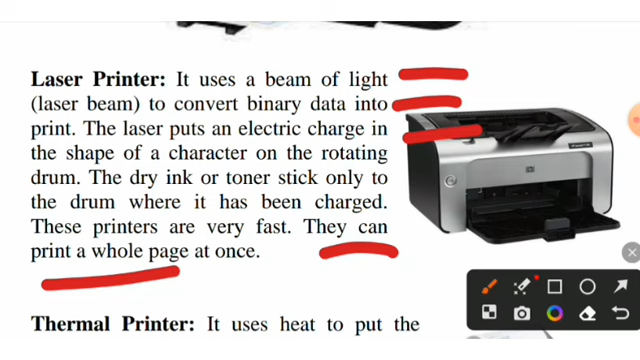 Laser Printer: It uses a beam of light
(laser beam) to convert binary data into
print. The laser puts an electric charge in
the shape of a character on the rotating
drum. The dry ink or toner stick only to
the drum where it has been charged.
These printers are very fast. They can
print a whole page at once.
Thermal Printer: It uses heat to put the